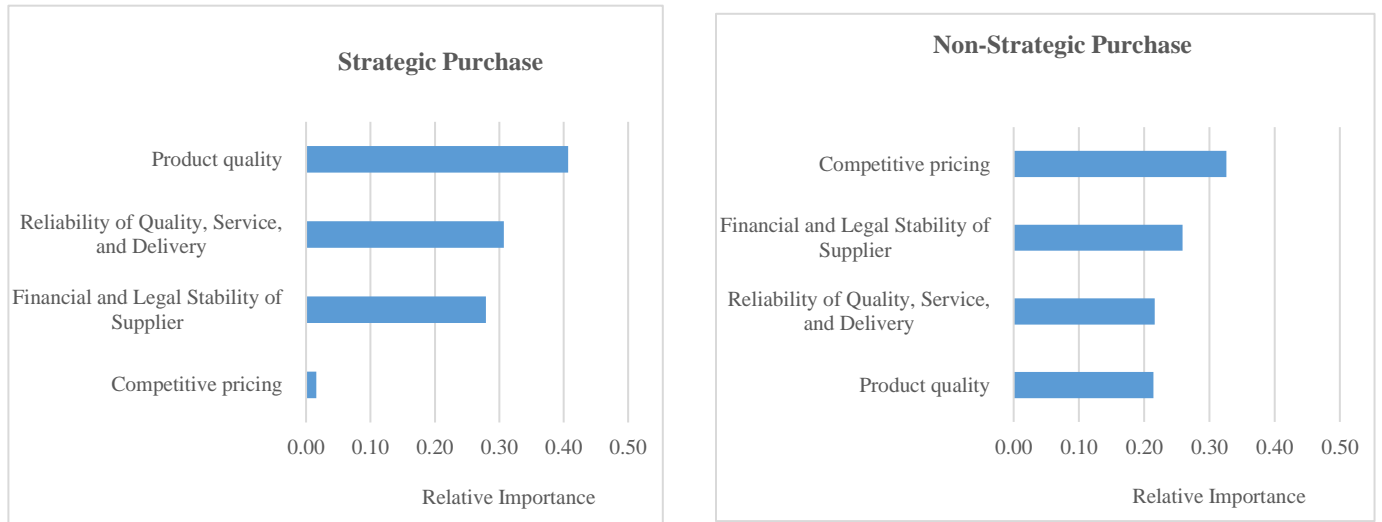 Strategic Purchase
Product quality
Reliability of Quality, Service,
and Delivery
Financial and Legal Stability of
Supplier
Competitive pricing
0.00 0.10 0.20 0.30 0.40 0.50
Relative Importance
Non-Strategic Purchase
Competitive pricing
Financial and Legal Stability of
Supplier
Reliability of Quality, Service,
and Delivery
Product quality
0.00 0.10 0.20 0.30 0.40 0.50
Relative Importance